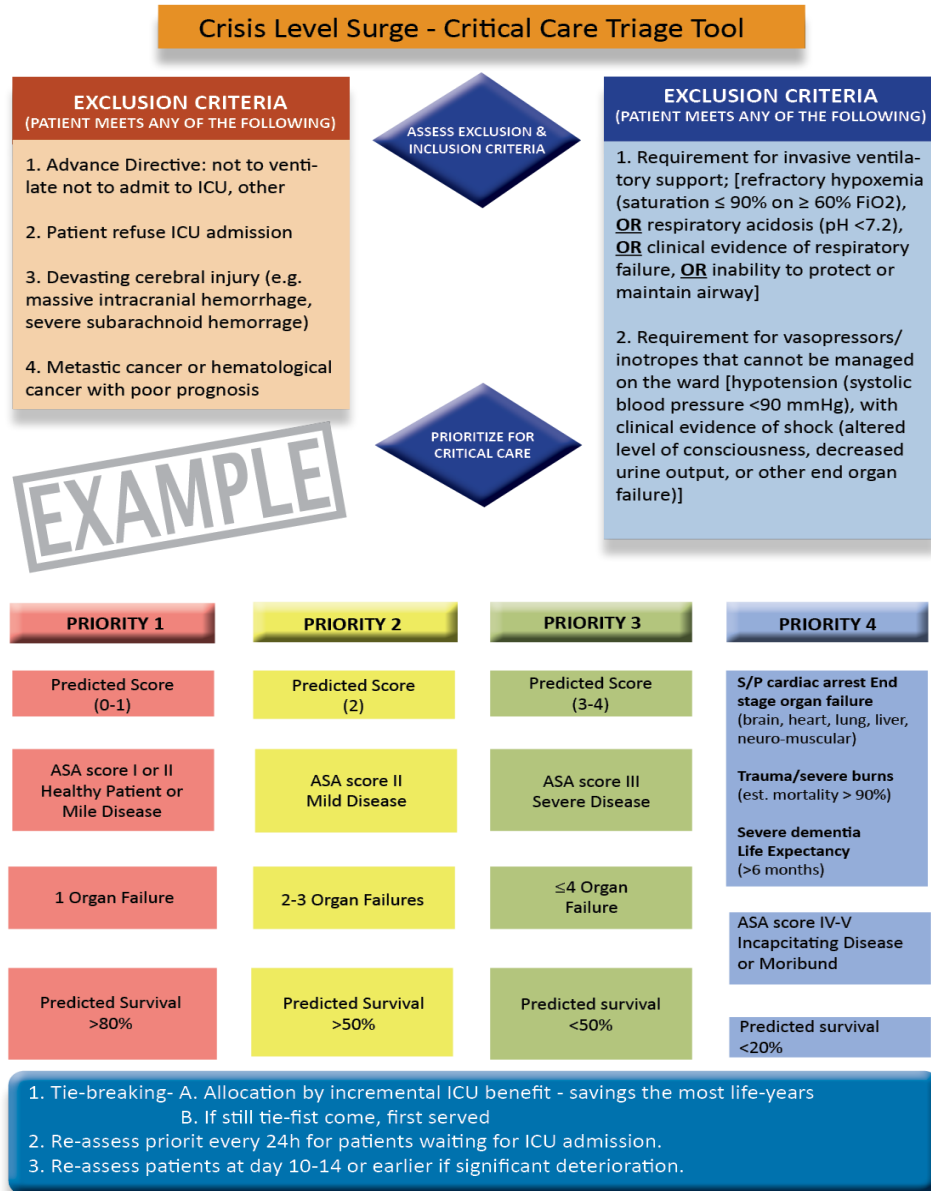 Crisis Level Surge - Critical Care Triage Tool
EXCLUSION CRITERIA
(PATIENT MEETS ANY OF THE FOLLOWING)
1. Advance Directive: not to venti-
late not to admit to ICU, other
2. Patient refuse ICU admission
3. Devasting cerebral injury (e.g.
massive intracranial hemorrhage,
severe subarachnoid hemorrage)
4. Metastic cancer or hematological
cancer with poor prognosis
ASSESS EXCLUSION &
INCLUSION CRITERIA
PRIORITIZE FOR
CRITICAL CARE
EXCLUSION CRITERIA
(PATIENT MEETS ANY OF THE FOLLOWING)
1. Requirement for invasive ventila-
tory support; [refractory hypoxemia
(saturation ≤ 90% on ≥ 60% FiO2),
OR respiratory acidosis (pH <7.2),
OR clinical evidence of respiratory
failure, OR inability to protect or
maintain airway]
2. Requirement for vasopressors/
inotropes that cannot be managed
on the ward [hypotension (systolic
blood pressure <90 mmHg), with
clinical evidence of shock (altered
level of consciousness, decreased
urine output, or other end organ
failure)]
EXAMPLE
PRIORITY 1
Predicted Score
(0-1)
ASA score I or II
Healthy Patient or
Mile Disease
1 Organ Failure
Predicted Survival
>80%
PRIORITY 2
Predicted Score
(2)
ASA score II
Mild Disease
2-3 Organ Failures
Predicted Survival
>50%
PRIORITY 3
Predicted Score
(3-4)
ASA score III
Severe Disease
≤4 Organ
Failure
Predicted survival
<50%
PRIORITY 4
S/P cardiac arrest End
stage organ failure
(brain, heart, lung, liver,
neuro-muscular)
Trauma/severe burns
(est. mortality > 90%)
Severe dementia
Life Expectancy
(>6 months)
ASA score IV-V
Incapcitating Disease
or Moribund
Predicted survival
<20%
1. Tie-breaking- A. Allocation by incremental ICU benefit - savings the most life-years
B. If still tie-fist come, first served
2. Re-assess priorit every 24h for patients waiting for ICU admission.
3. Re-assess patients at day 10-14 or earlier if significant deterioration.